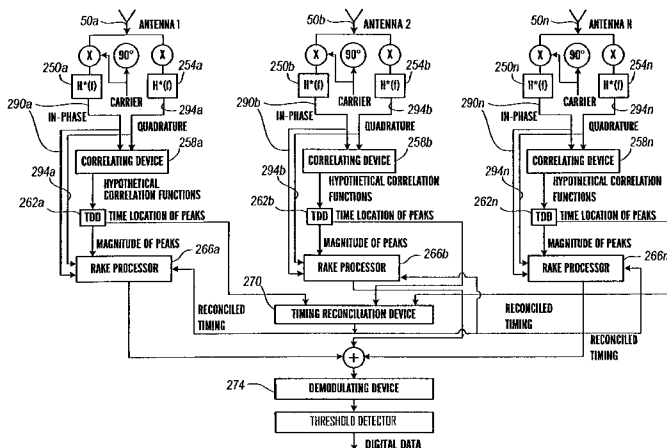 50a
ANTENNA 1
50b
ANTENNA 2
50n
ANTENNA N
X
90°
X
X
90°
X
X
90°
X
250a
H*(f)
254a
H*(f)
250b
H*(f)
254b
H*(f)
250n
H*(f)
254n
H*(f)
290a
CARRIER
294a
290b
CARRIER
294b
290n
CARRIER
294n
IN-PHASE
QUADRATURE
IN-PHASE
QUADRATURE
IN-PHASE
QUADRATURE
CORRELATING DEVICE
258a
CORRELATING DEVICE
258b
CORRELATING DEVICE
258n
294a
HYPOTHETICAL
CORRELATION FUNCTIONS
294b
HYPOTHETICAL CORRELATION
FUNCTIONS
294n
HYPOTHETICAL CORRELATION
FUNCTIONS
262a
TDD
TIME LOCATION OF PEAKS
262b
TDD
TIME LOCATION OF PEAKS
262n
TDD
TIME LOCATION OF PEAKS
MAGNITUDE OF PEAKS
266a
MAGNITUDE OF PEAKS
266b
MAGNITUDE OF PEAKS
266n
RAKE PROCESSOR
RAKE PROCESSOR
RAKE PROCESSOR
270
TIMING RECONCILIATION DEVICE
RECONCILED
TIMING
RECONCILED
TIMING
RECONCILED
TIMING
+
274
DEMODULATING DEVICE
THRESHOLD DETECTOR
DIGITAL DATA